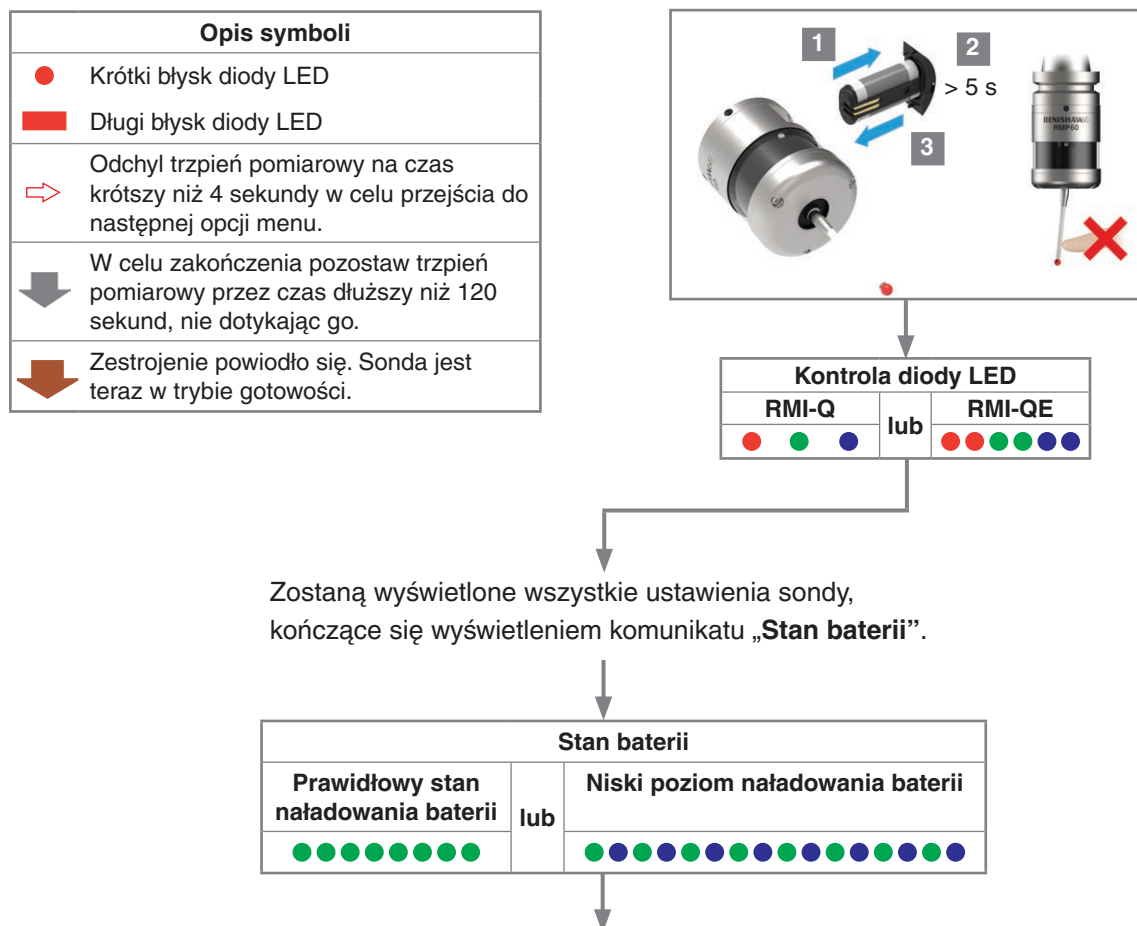 Opis symboli
Krótki błysk diody LED
Długi błysk diody LED
Odchyl trzpień pomiarowy na czas
krótszy niż 4 sekundy w celu przejścia do
następnej opcji menu.
W celu zakończenia pozostaw trzpień
pomiarowy przez czas dłuższy niż 120
sekund, nie dotykając go.
Zestrojenie powiodło się. Sonda jest
teraz w trybie gotowości.
1
2
> 5 s
3
RENISHAW
RMP60
Kontrola diody LED
RMI-Q
lub
RMI-QE
Zostaną wyświetlone wszystkie ustawienia sondy,
kończące się wyświetleniem komunikatu „Stan baterii”.
Stan baterii
Prawidłowy stan
naładowania baterii
lub
Niski poziom naładowania baterii